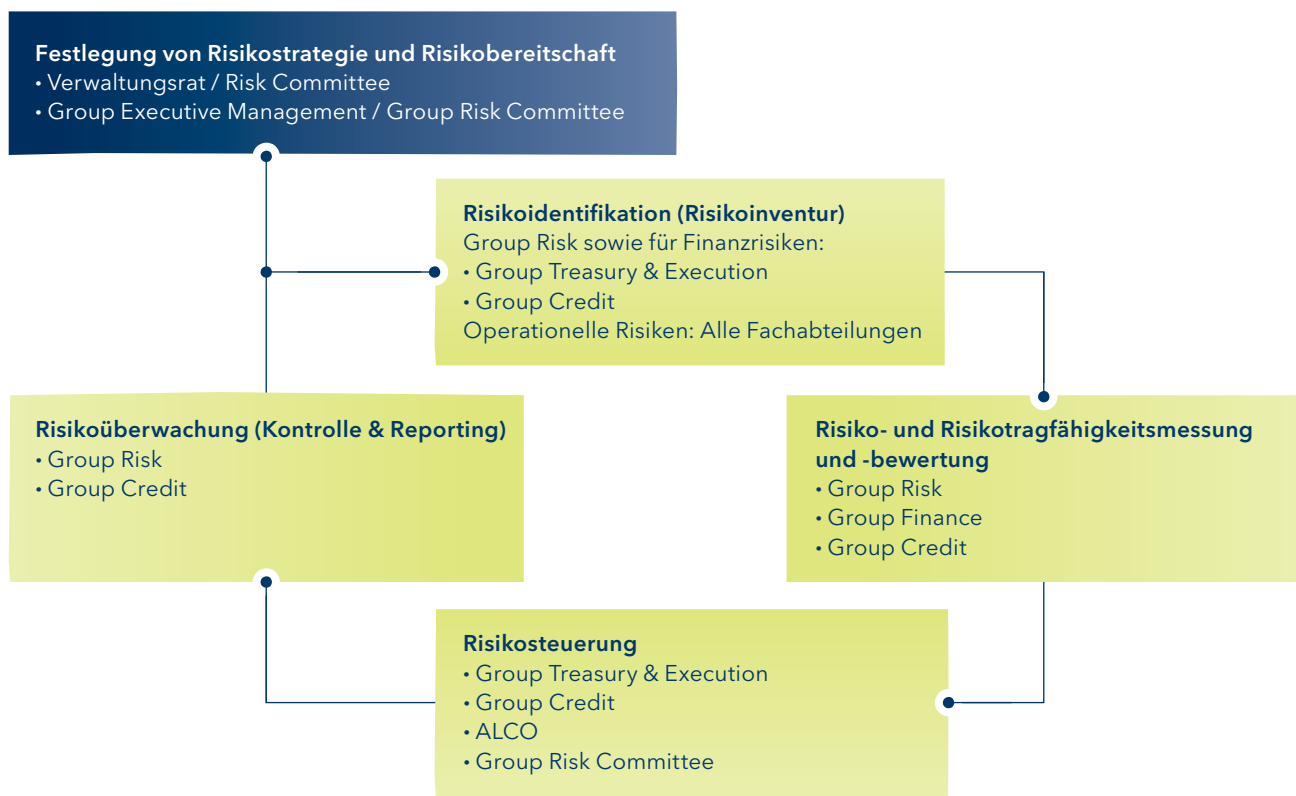 Festlegung von Risikostrategie und Risikobereitschaft
• Verwaltungsrat / Risk Committee
• Group Executive Management / Group Risk Committee
Risikoidentifikation (Risikoinventur)
Group Risk sowie für Finanzrisiken:
• Group Treasury & Execution
• Group Credit
Operationelle Risiken: Alle Fachabteilungen
Risikoüberwachung (Kontrolle & Reporting)
• Group Risk
• Group Credit
Risiko- und Risikotragfähigkeitsmessung
und -bewertung
• Group Risk
• Group Finance
• Group Credit
Risikosteuerung
• Group Treasury & Execution
• Group Credit
• ALCO
• Group Risk Committee